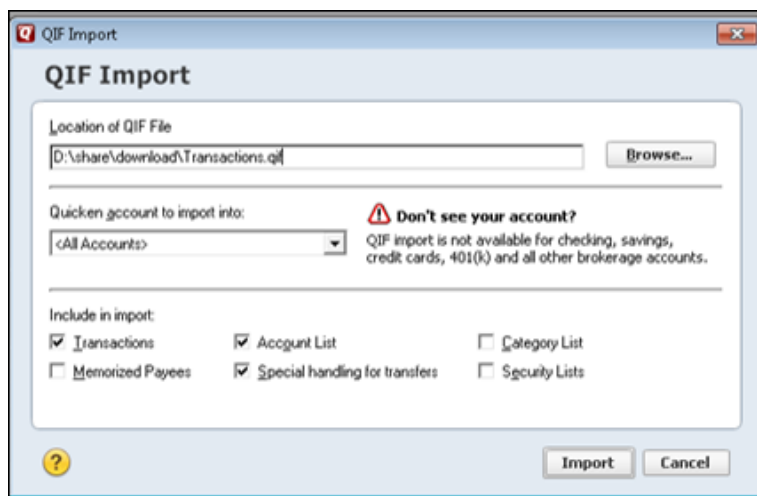 QIF Import
QIF Import
Location of QIF File
D:\share\download\Transactions.qif
Browse...
Quicken account to import into:
<All Accounts>
Don't see your account?
QIF import is not available for checking, savings,
credit cards, 401(k) and all other brokerage accounts.
Include in import:
Transactions
Account List
Category List
Memorized Payees
Special handling for transfers
Security Lists
?
Import
Cancel